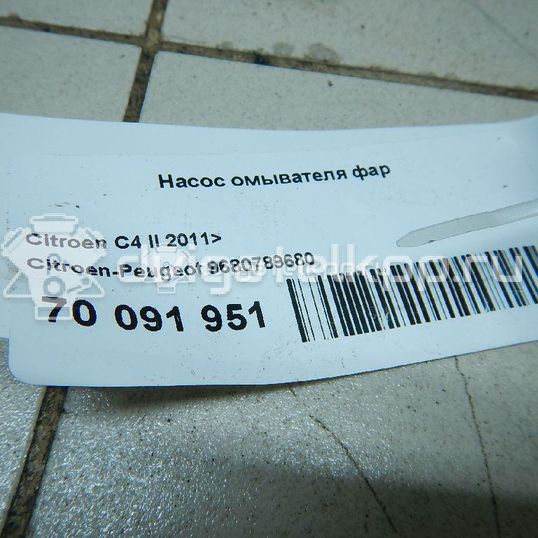 Насос омывателя фар
Citroen C4 II 2011>
Citroen-Peugeot 9680789680
70 091 951